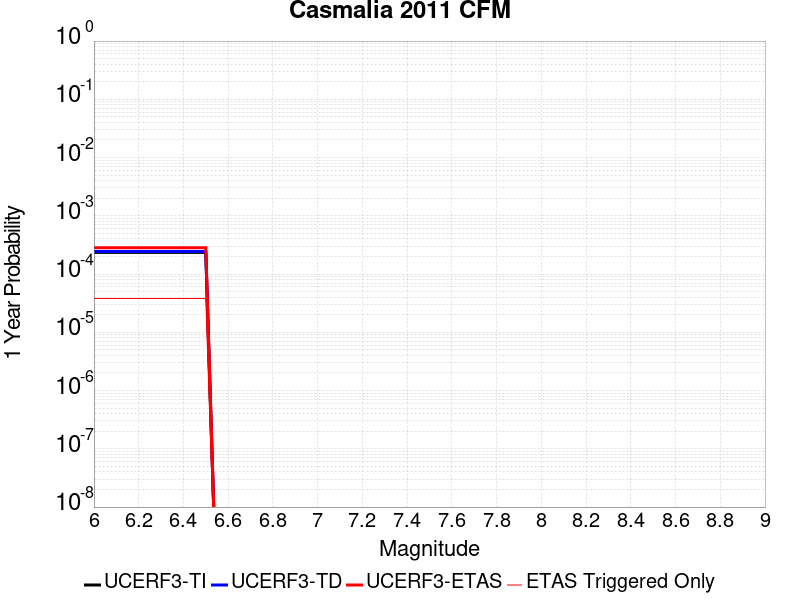 Casmalia 2011 CFM
10^0
10^-1
10^-2
10^-3
10^-4
10^-5
10^-6
10^-7
10^-8
1 Year Probability
6 6.2 6.4 6.6 6.8 7 7.2 7.4 7.6 7.8 8 8.2 8.4 8.6 8.8 9
Magnitude
UCERF3-TI UCERF3-TD UCERF3-ETAS ETAS Triggered Only